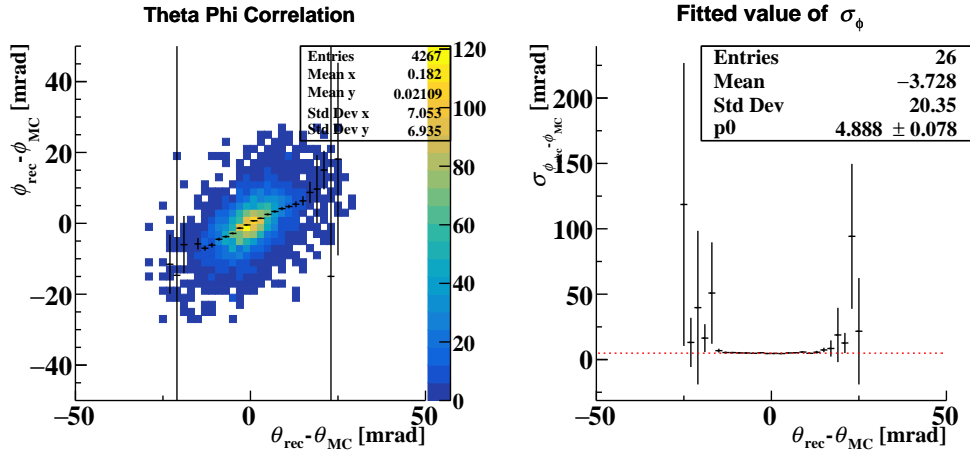 Theta Phi Correlation
ϕrec-ϕMC [mrad]
Entries 4267
Mean x 0.182
Mean y 0.02109
Std Dev x 7.053
Std Dev y 6.935
40
20
0
−20
−40
−50
0
50
θrec-θMC [mrad]
120
100
80
60
40
20
0
Fitted value of σϕ
σϕrec-ϕMC [mrad]
Entries 26
Mean −3.728
Std Dev 20.35
p0 4.888 ± 0.078
200
150
100
50
0
−50
0
50
θrec-θMC [mrad]